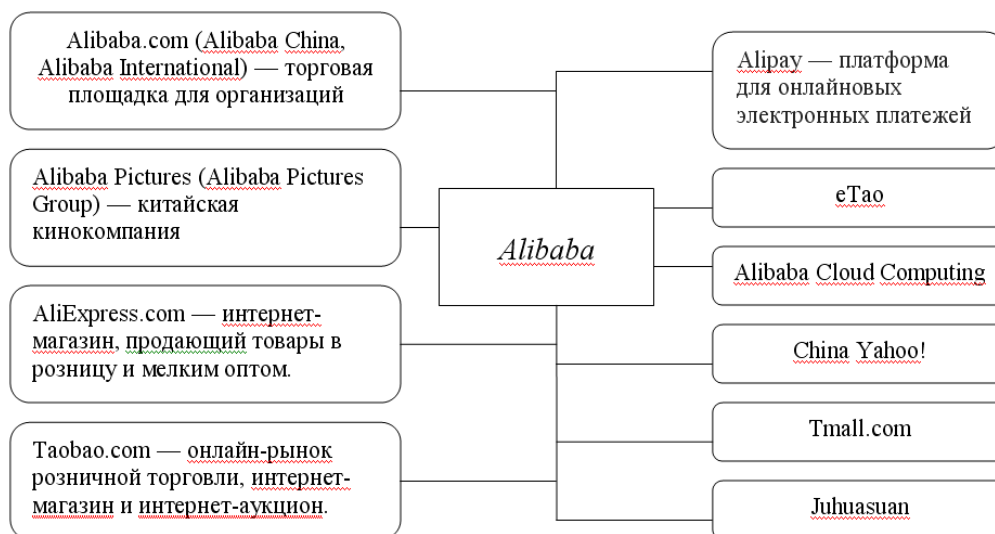 Alibaba.com (Alibaba China,
Alibaba International) — торговая
площадка для организаций
Alibaba Pictures (Alibaba Pictures
Group) — китайская
кинокомпания
AliExpress.com — интернет-
магазин, продающий товары в
розницу и мелким оптом.
Taobao.com — онлайн-рынок
розничной торговли, интернет-
магазин и интернет-аукцион.
Alibaba
Alipay — платформа
для онлайновых
электронных платежей
eTao
Alibaba Cloud Computing
China Yahoo!
Tmall.com
Juhuasuan